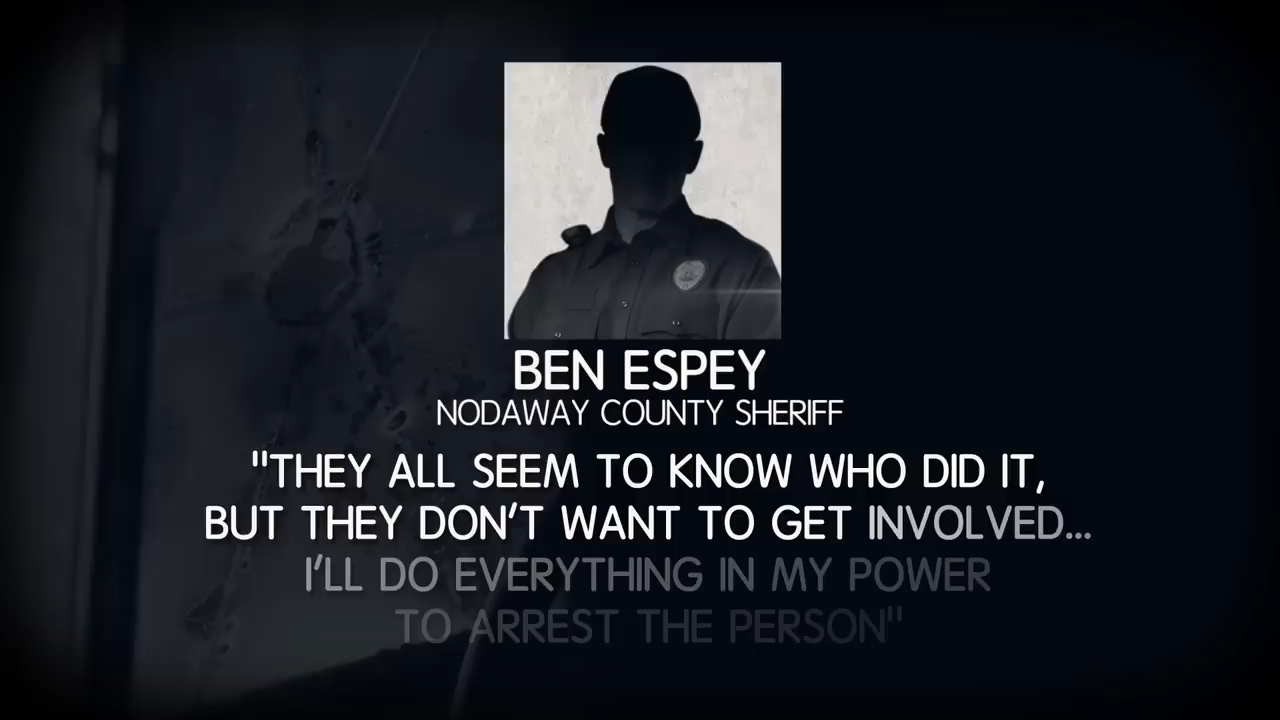 BEN ESPEY
NODAWAY COUNTY SHERIFF
"THEY ALL SEEM TO KNOW WHO DID IT,
BUT THEY DON'T WANT TO GET INVOLVED...
I'LL DO EVERYTHING IN MY POWER
TO ARREST THE PERSON"